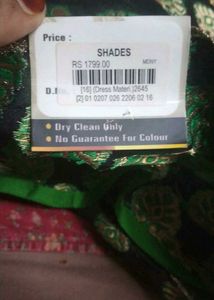 Price :
SHADES
RS 1799.00
[16] (Dress Materi.)2645
[2] 01 0207 026 2206 02 16
Dry Clean Only
No Guarantee For Colour